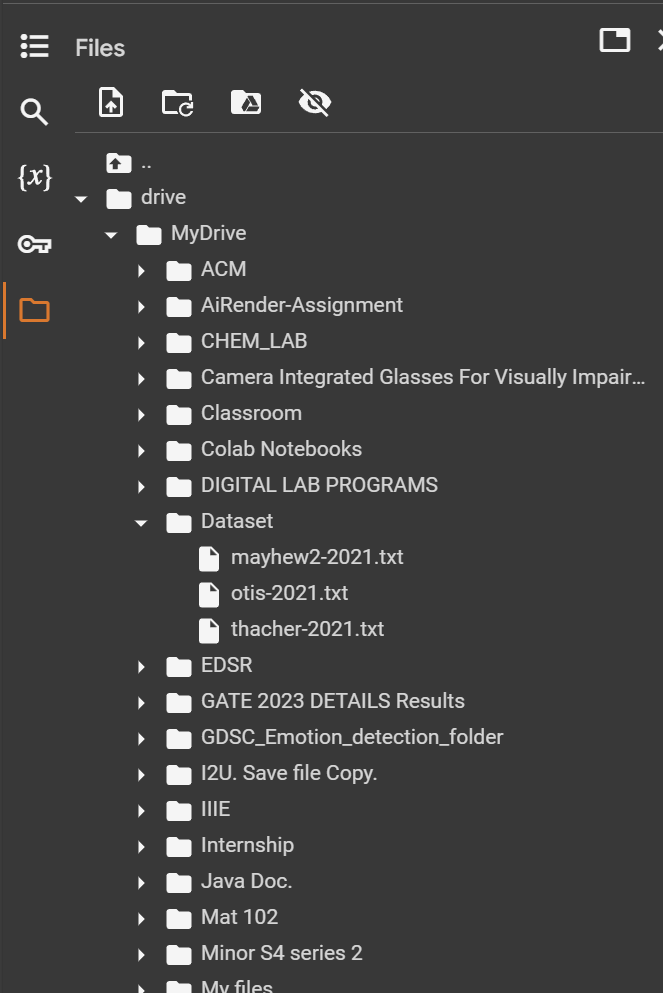 Files
{x}
..
drive
MyDrive
ACM
AiRender-Assignment
CHEM_LAB
Camera Integrated Glasses For Visually Impair...
Classroom
Colab Notebooks
DIGITAL LAB PROGRAMS
Dataset
mayhew2-2021.txt
otis-2021.txt
thacher-2021.txt
EDSR
GATE 2023 DETAILS Results
GDSC_Emotion_detection_folder
I2U. Save file Copy.
IIIE
Internship
Java Doc.
Mat 102
Minor S4 series 2
My files